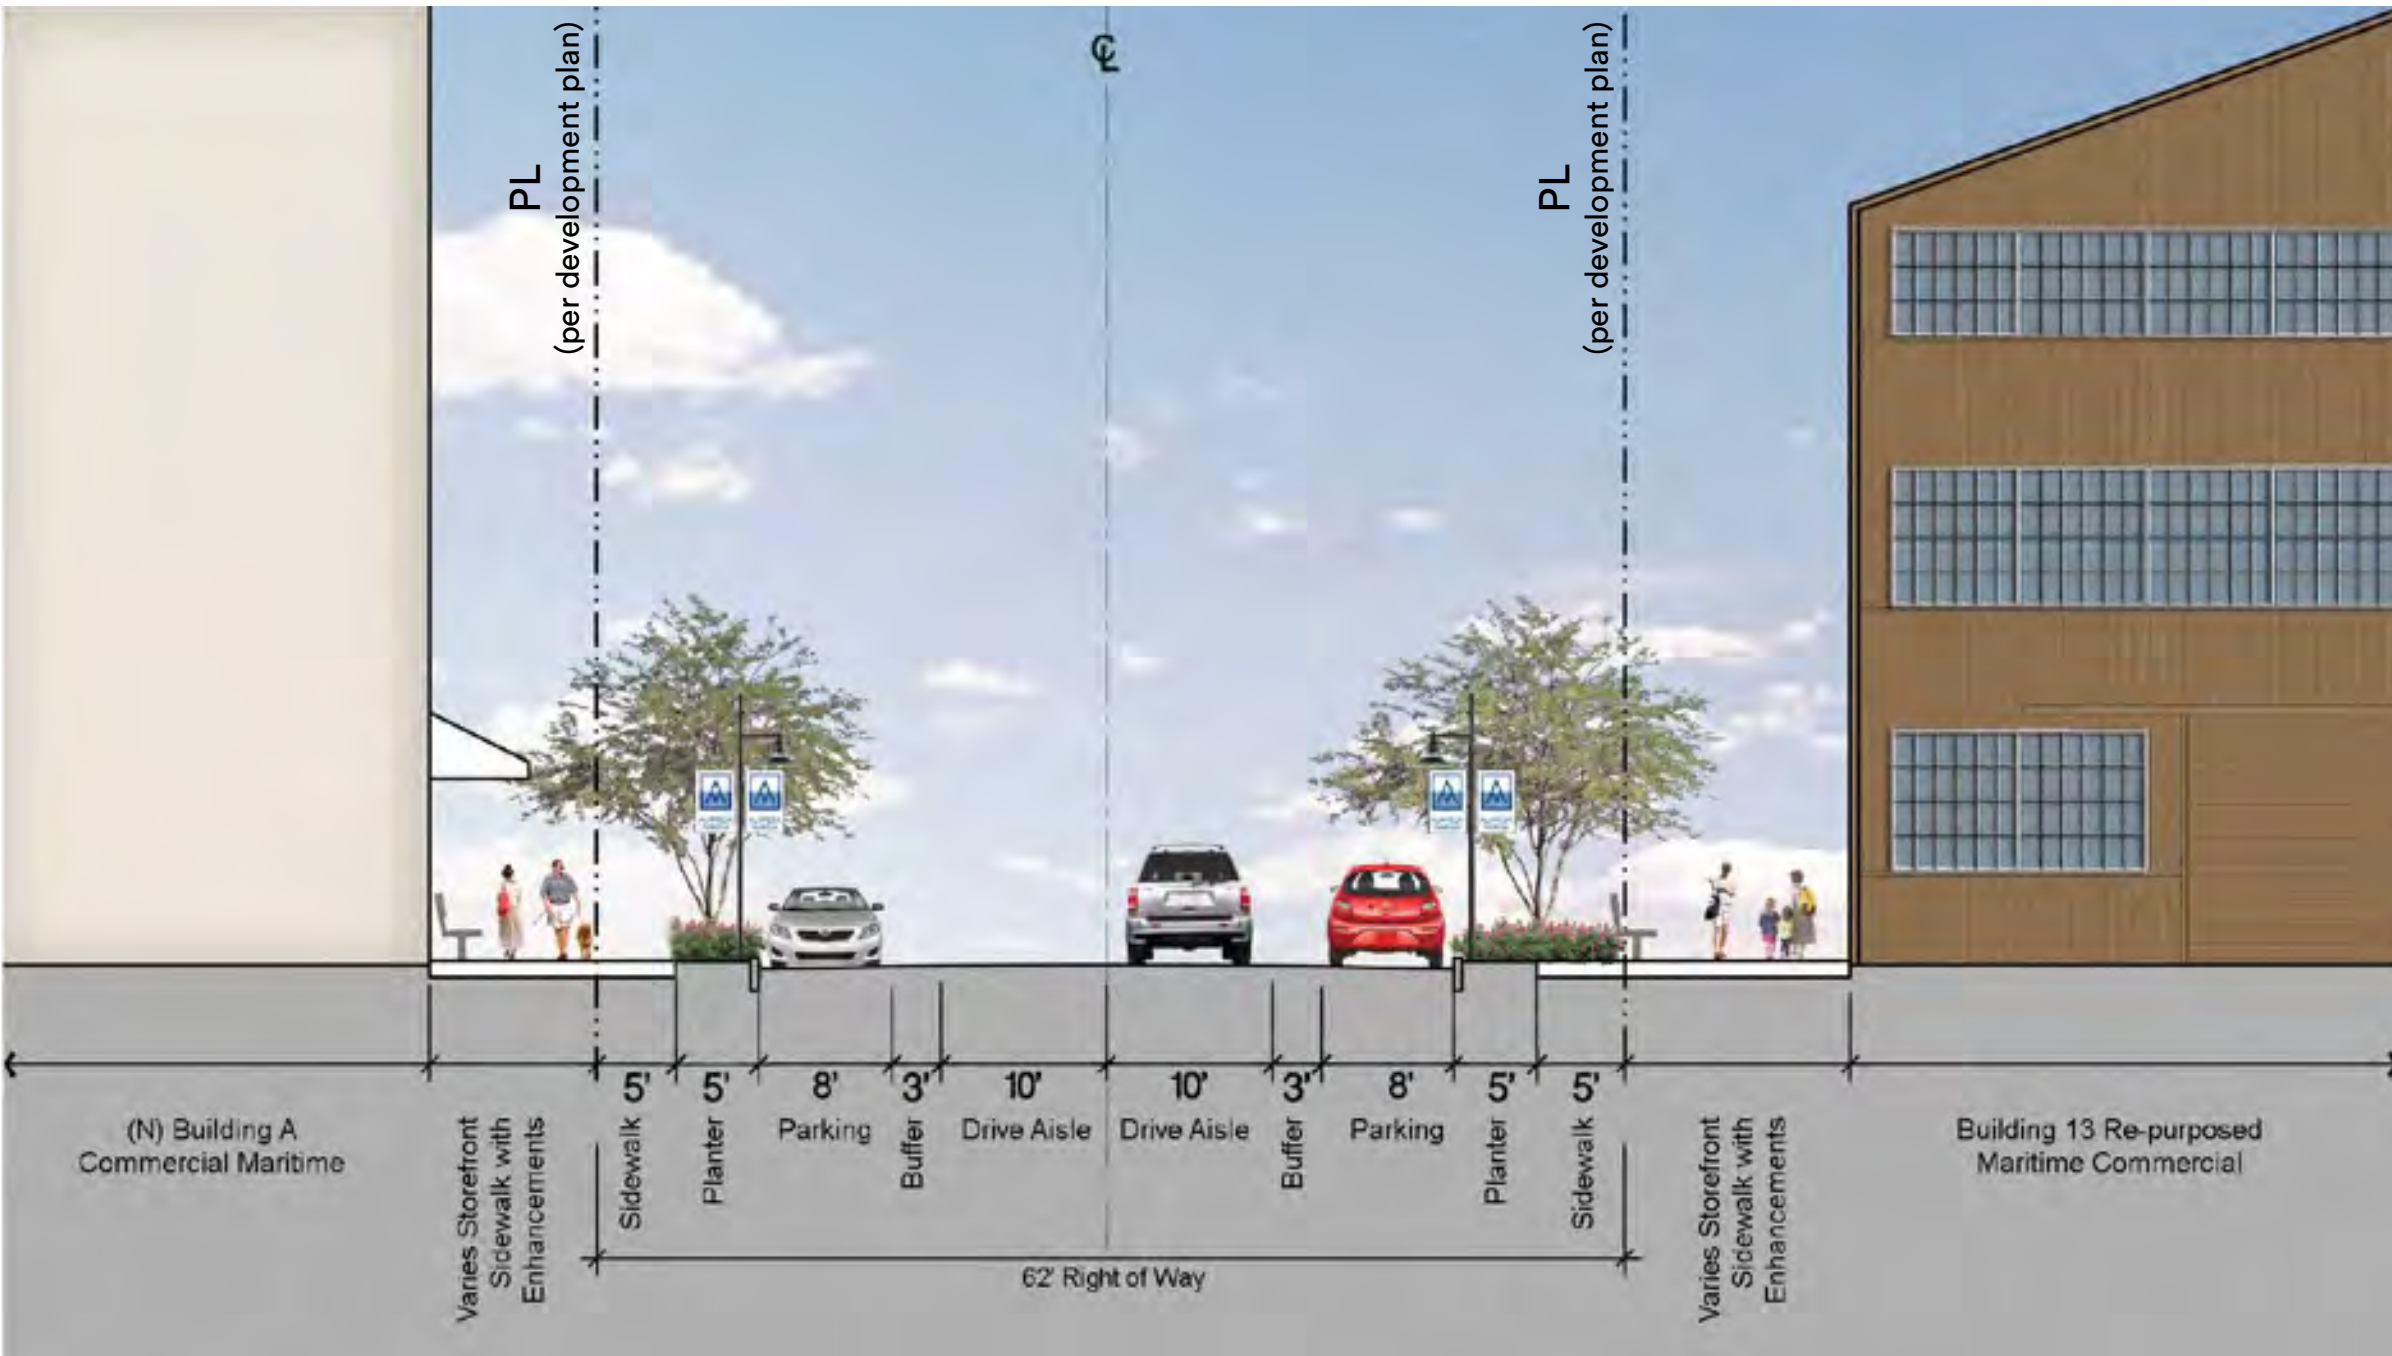 PL
(per development plan)
℄
PL
(per development plan)
5'
5'
8'
3'
10'
10'
3'
8'
5'
5'
(N) Building A
Commercial Maritime
Varies Storefront
Sidewalk with
Enhancements
Sidewalk
Planter
Parking
Buffer
Drive Aisle
Drive Aisle
Buffer
Parking
Planter
Sidewalk
Varies Storefront
Sidewalk with
Enhancements
Building 13 Re-purposed
Maritime Commercial
62' Right of Way